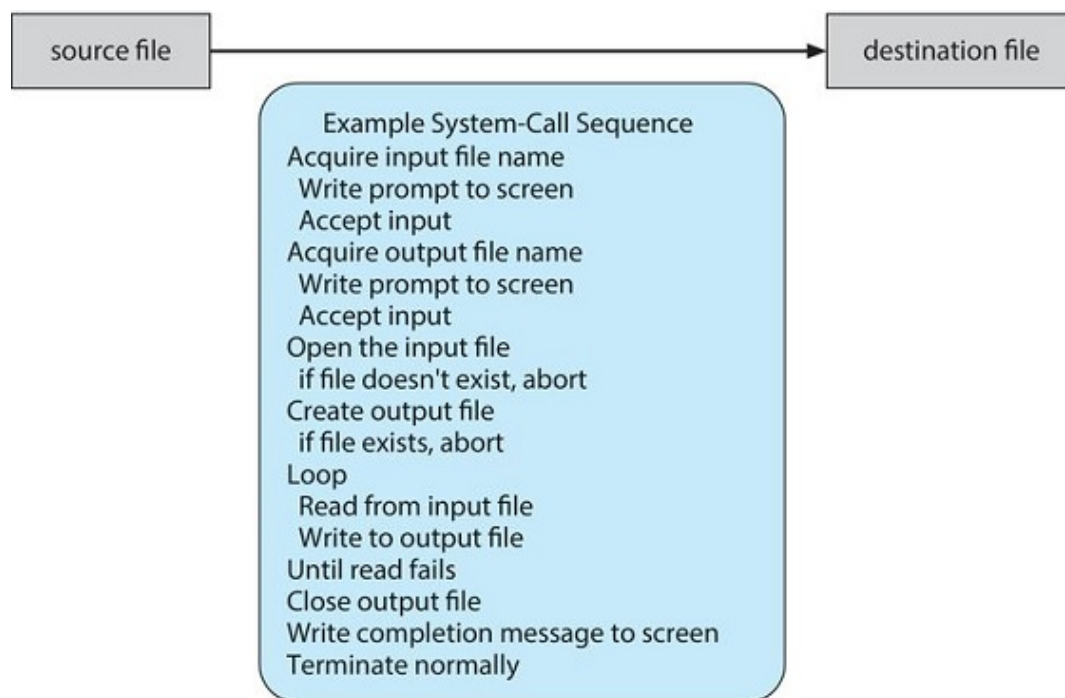 source file
destination file
Example System-Call Sequence
Acquire input file name
Write prompt to screen
Accept input
Acquire output file name
Write prompt to screen
Accept input
Open the input file
if file doesn't exist, abort
Create output file
if file exists, abort
Loop
Read from input file
Write to output file
Until read fails
Close output file
Write completion message to screen
Terminate normally